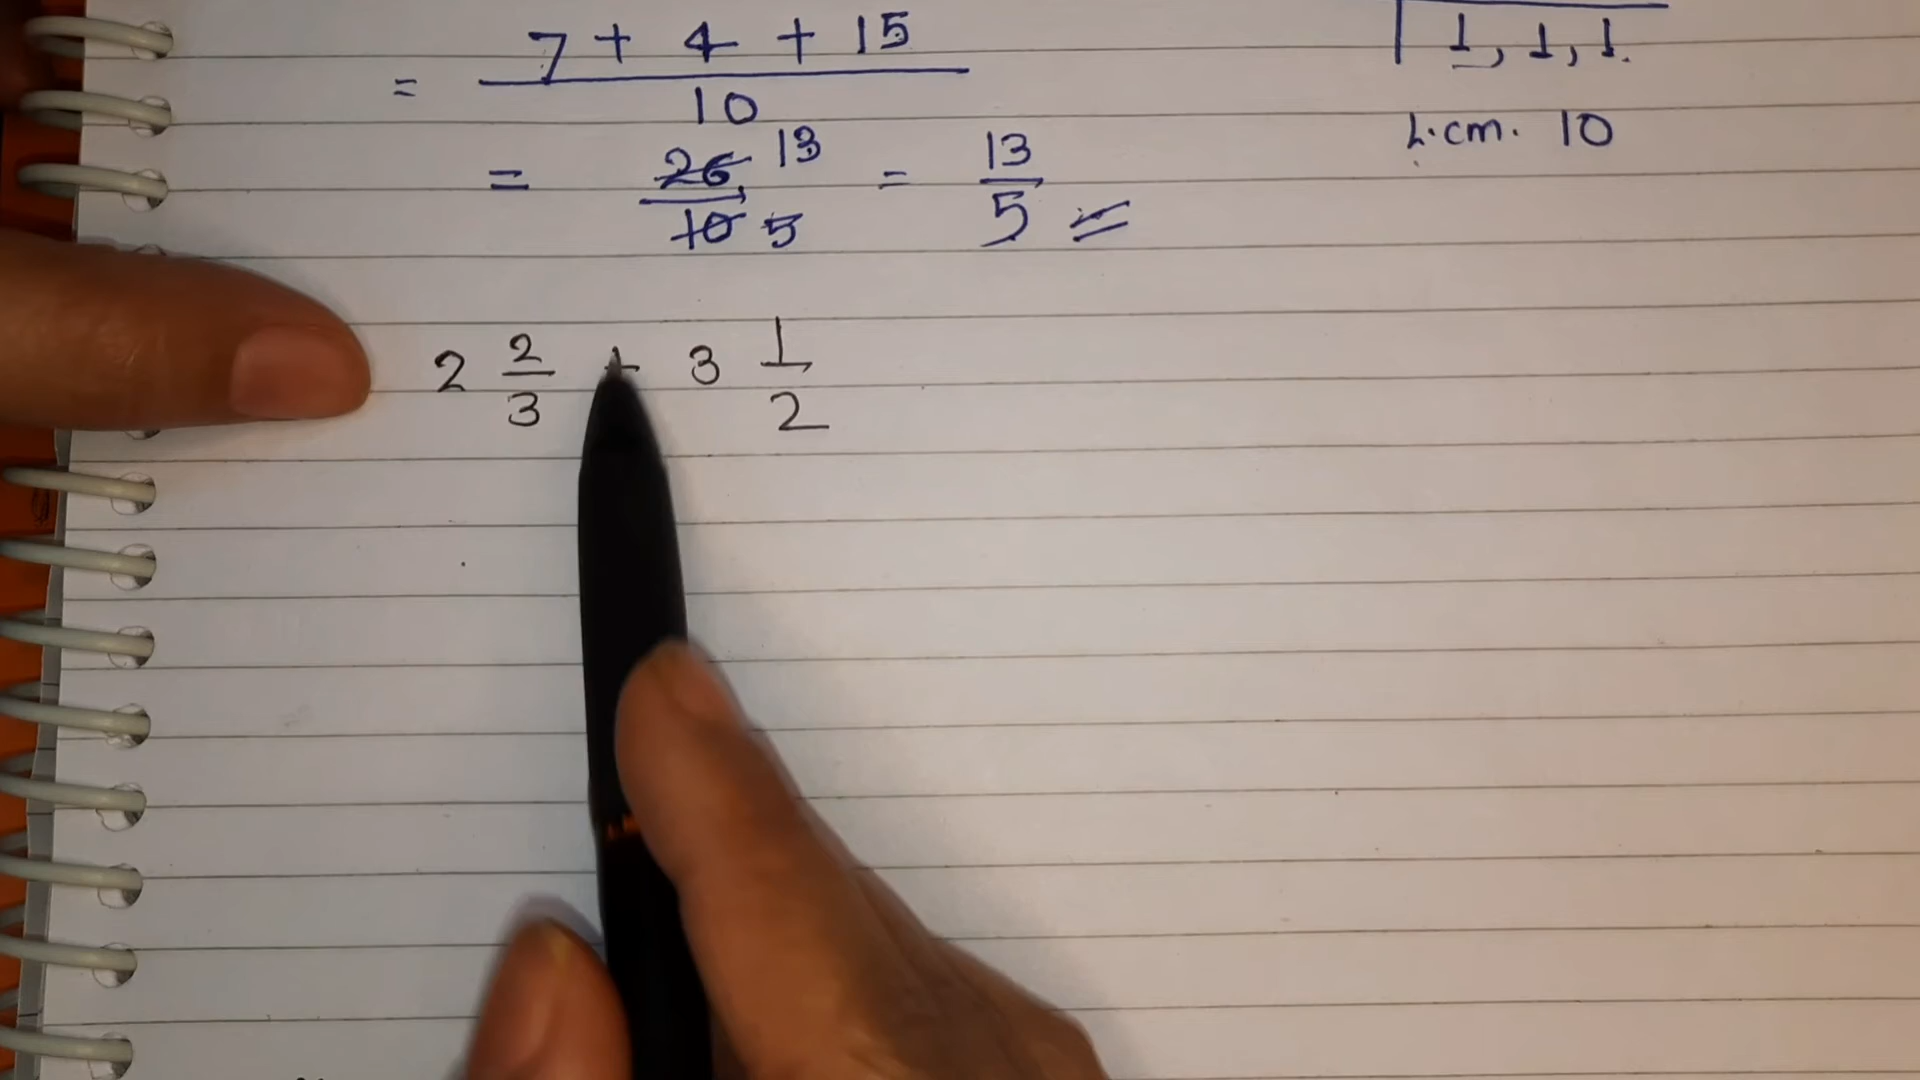 = 7 + 4 + 15 / 10
1, 1, 1.
L.cm. 10
= 26 13 / 10 5 = 13/5
2 2/3 + 3 1/2